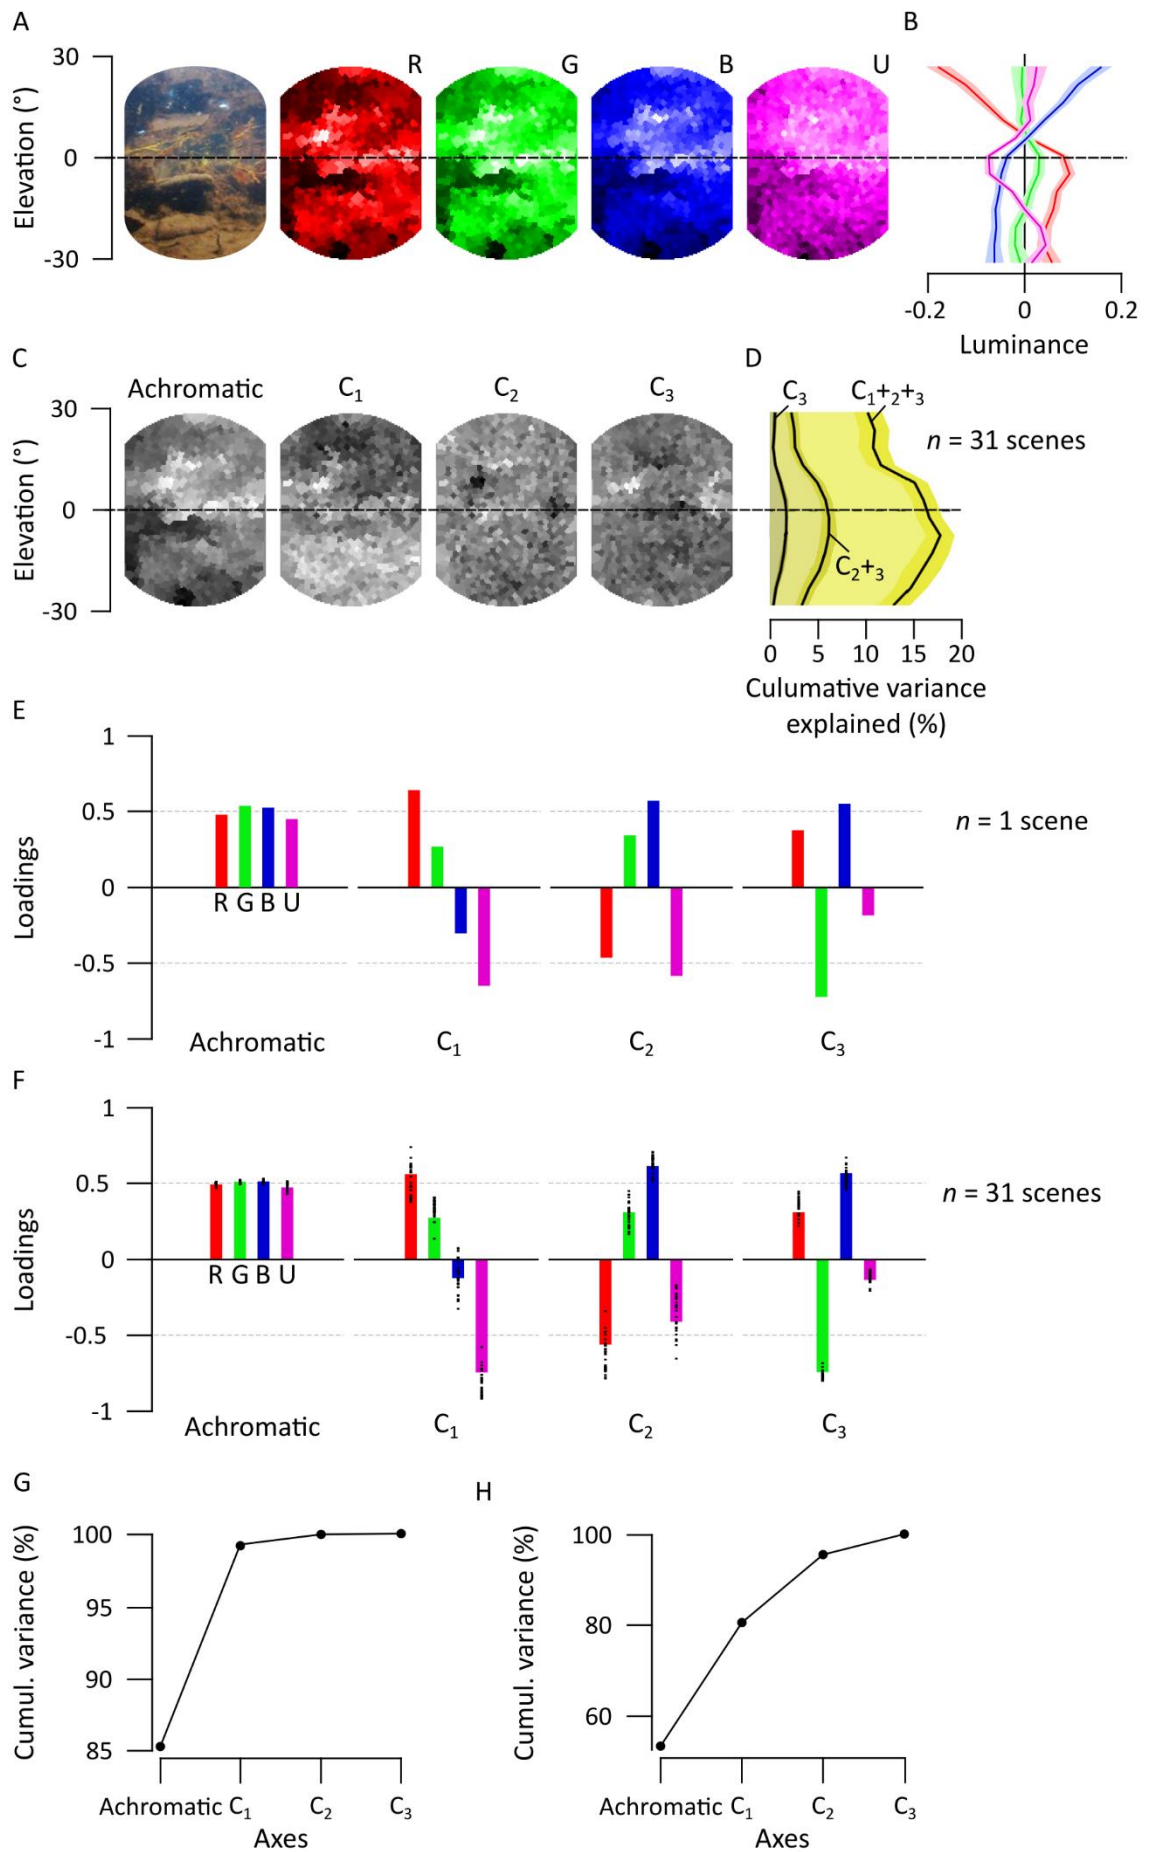 A
B
30
0
-30
Elevation (°)
R
G
B
U
-0.2
0
0.2
Luminance
C
D
Achromatic
C₁
C₂
C₃
30
0
-30
Elevation (°)
C₃
C₁+₂+₃
n = 31 scenes
C₂+₃
0
5
10
15
20
Culumative variance
explained (%)
E
1
0.5
0
-0.5
-1
Loadings
R G B U
n = 1 scene
Achromatic
C₁
C₂
C₃
F
1
0.5
0
-0.5
-1
Loadings
R G B U
n = 31 scenes
Achromatic
C₁
C₂
C₃
G
100
95
90
85
Cumul. variance (%)
Achromatic
C₁
C₂
C₃
Axes
H
100
80
60
Cumul. variance (%)
Achromatic
C₁
C₂
C₃
Axes